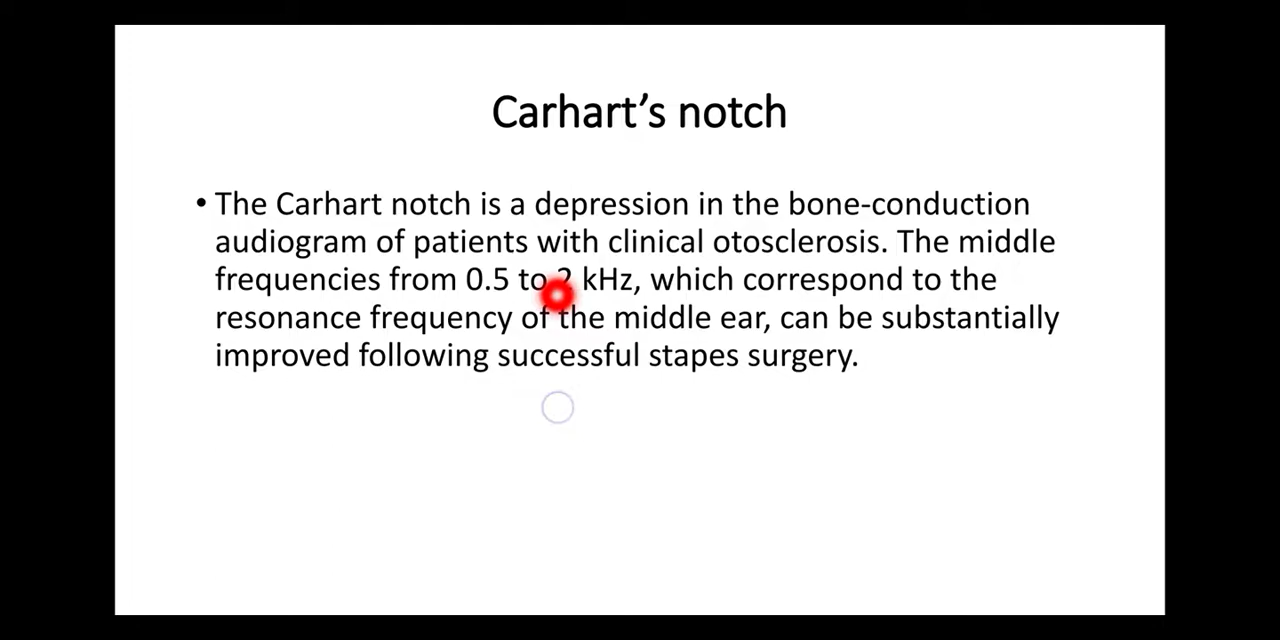 Carhart's notch
• The Carhart notch is a depression in the bone-conduction
audiogram of patients with clinical otosclerosis. The middle
frequencies from 0.5 to 2 kHz, which correspond to the
resonance frequency of the middle ear, can be substantially
improved following successful stapes surgery.